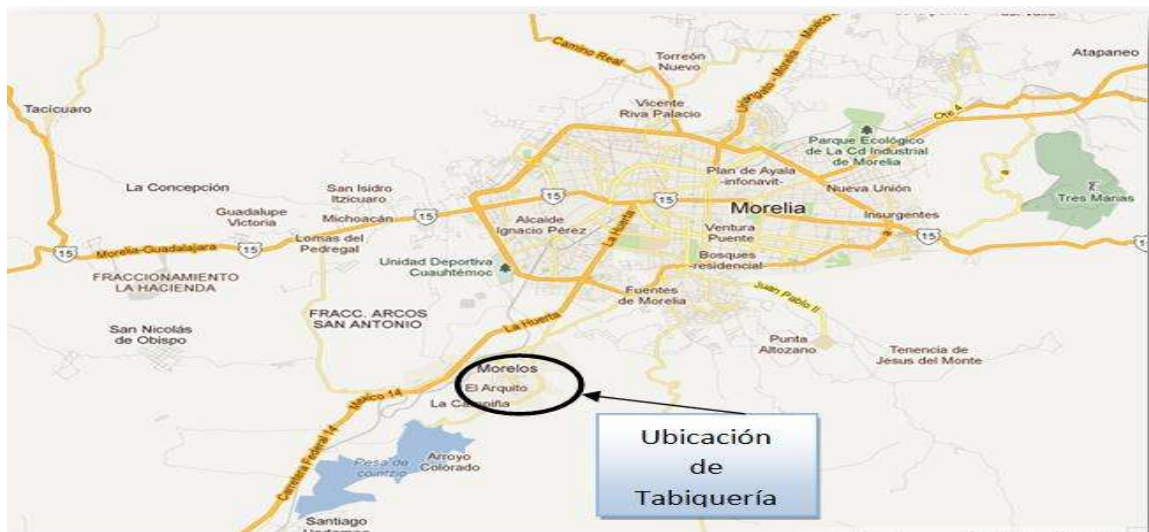 Camino Real
Torreón
Nuevo
Atapaneo
Tacicuaro
Vicente
Riva Palacio
Parque Ecológico
de La Cd Industrial
de Morelia
Plan de Ayala
-infonavit-
Nueva Unión
Tres Marias
La Concepción
San Isidro
Itzicuaro
Guadalupe
Victoria
Michoacán
15
15
15
Alcalde
Ignacio Pérez
La Huerta
Morelia
Insurgentes
15
Ventura
Puente
Lomas del
Pedregal
15
Morelia-Guadalajara
15
Unidad Deportiva
Cuauhtémoc
Bosques
-residencial-
FRACCIONAMIENTO
LA HACIENDA
Fuentes
de Morelia
Juan Pablo II
FRACC. ARCOS
SAN ANTONIO
San Nicolás
de Obispo
La Huerta
Punta
Altozano
Tenencia de
Jesus del Monte
Morelos
El Arquito
La Campiña
Mexico 14
Carretera Federal 14
Presa de
cointzio
Arroyo
Colorado
Santiago
Ubicación
de
Tabiquería